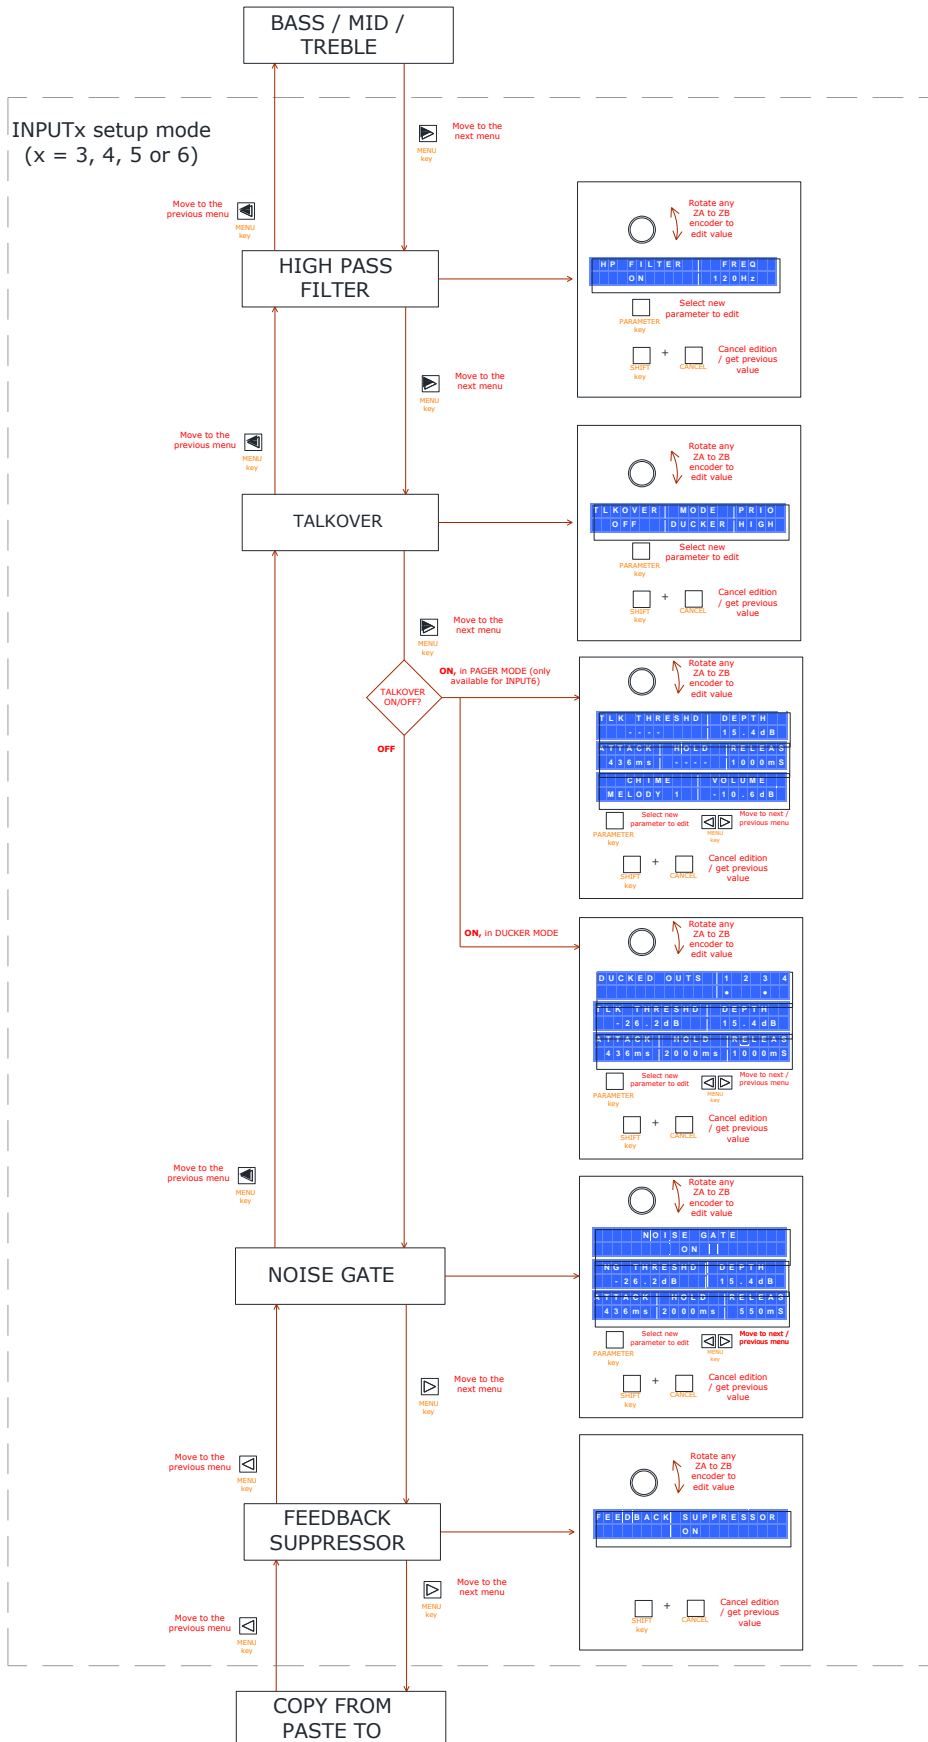 BASS / MID /
TREBLE
INPUTx setup mode
(x = 3, 4, 5 or 6)
Move to the
next menu
MENU
key
Move to the
previous menu
MENU
key
HIGH PASS
FILTER
Rotate any
ZA to ZB
encoder to
edit value
HP FILTER FREQ
ON 120Hz
Select new
parameter to edit
PARAMETER
key
SHIFT
key
+
CANCEL
Cancel edition
/ get previous
value
Move to the
next menu
MENU
key
Move to the
previous menu
MENU
key
TALKOVER
Rotate any
ZA to ZB
encoder to
edit value
TLKOVER MODE PRIO
OFF DUCKER HIGH
Select new
parameter to edit
PARAMETER
key
SHIFT
key
+
CANCEL
Cancel edition
/ get previous
value
Move to the
next menu
MENU
key
TALKOVER
ON/OFF?
ON, in PAGER MODE (only
available for INPUT6)
OFF
Rotate any
ZA to ZB
encoder to
edit value
TLK THRESHD DEPTH
---- 15.4dB
ATTACK HOLD RELEAS
436ms ---- 1000mS
CHIME VOLUME
MELODY 1 -10.6dB
Select new
parameter to edit
PARAMETER
key
Move to next /
previous menu
MENU
key
SHIFT
key
+
CANCEL
Cancel edition
/ get previous
value
ON, in DUCKER MODE
Rotate any
ZA to ZB
encoder to
edit value
DUCKED OUTS 1 2 3 4
• •
TLK THRESHD DEPTH
-26.2dB 15.4dB
ATTACK HOLD RELEAS
436ms 2000ms 1000mS
Select new
parameter to edit
PARAMETER
key
Move to next /
previous menu
MENU
key
SHIFT
key
+
CANCEL
Cancel edition
/ get previous
value
Move to the
previous menu
MENU
key
NOISE GATE
Rotate any
ZA to ZB
encoder to
edit value
NOISE GATE
ON
NG THRESHD DEPTH
-26.2dB 15.4dB
ATTACK HOLD RELEAS
436ms 2000ms 550mS
Select new
parameter to edit
PARAMETER
key
Move to next /
previous menu
MENU
key
SHIFT
key
+
CANCEL
Cancel edition
/ get previous
value
Move to the
next menu
MENU
key
Move to the
previous menu
MENU
key
FEEDBACK
SUPPRESSOR
Rotate any
ZA to ZB
encoder to
edit value
FEEDBACK SUPPRESSOR
ON
SHIFT
key
+
CANCEL
Cancel edition
/ get previous
value
Move to the
next menu
MENU
key
Move to the
previous menu
MENU
key
COPY FROM
PASTE TO